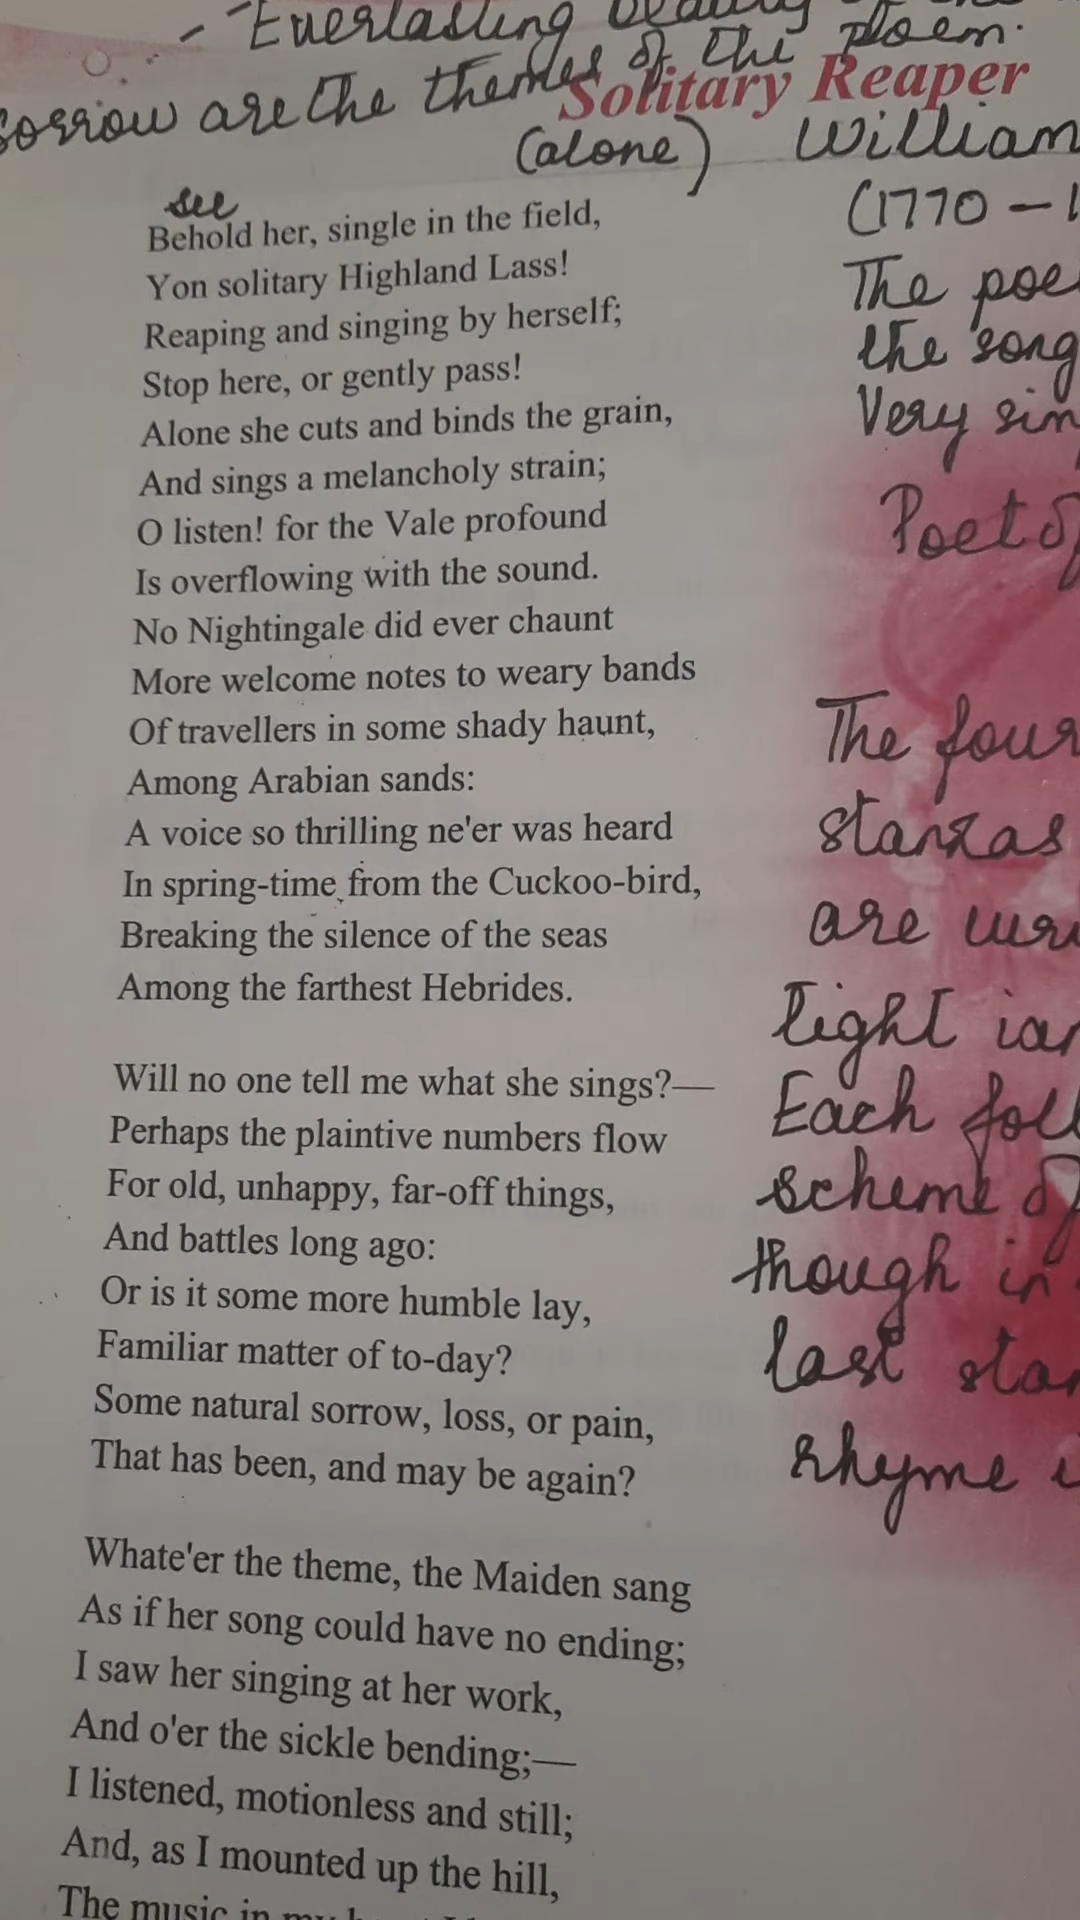 - Everlasting beauty of
sorrow are the themes of the poem.
Solitary Reaper
(alone) William
see
(1770 -
Behold her, single in the field,
The
Yon solitary Highland Lass!
the song
Reaping and singing by herself;
Stop here, or gently pass!
Very
Alone she cuts and binds the grain,
And sings a melancholy strain;
Poet
O listen! for the Vale profound
Is overflowing with the sound.
No Nightingale did ever chaunt
More welcome notes to weary bands
The four
Of travellers in some shady haunt,
Among Arabian sands:
stanzas
A voice so thrilling ne'er was heard
In spring-time from the Cuckoo-bird,
are
Breaking the silence of the seas
Among the farthest Hebrides.
Eight
Will no one tell me what she sings?—
Each
Perhaps the plaintive numbers flow
scheme
For old, unhappy, far-off things,
And battles long ago:
though in
Or is it some more humble lay,
Familiar matter of to-day?
last
Some natural sorrow, loss, or pain,
rhyme
That has been, and may be again?
Whate'er the theme, the Maiden sang
As if her song could have no ending;
I saw her singing at her work,
And o'er the sickle bending;—
I listened, motionless and still;
And, as I mounted up the hill,
The music in my